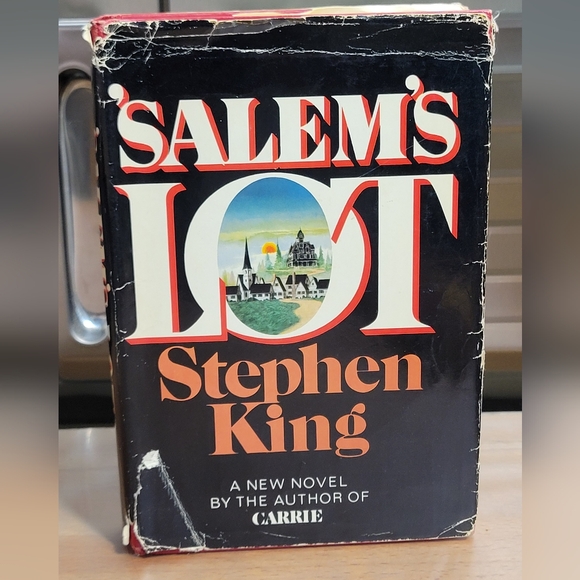 'SALEM'S
LOT
Stephen
King
A NEW NOVEL
BY THE AUTHOR OF
CARRIE